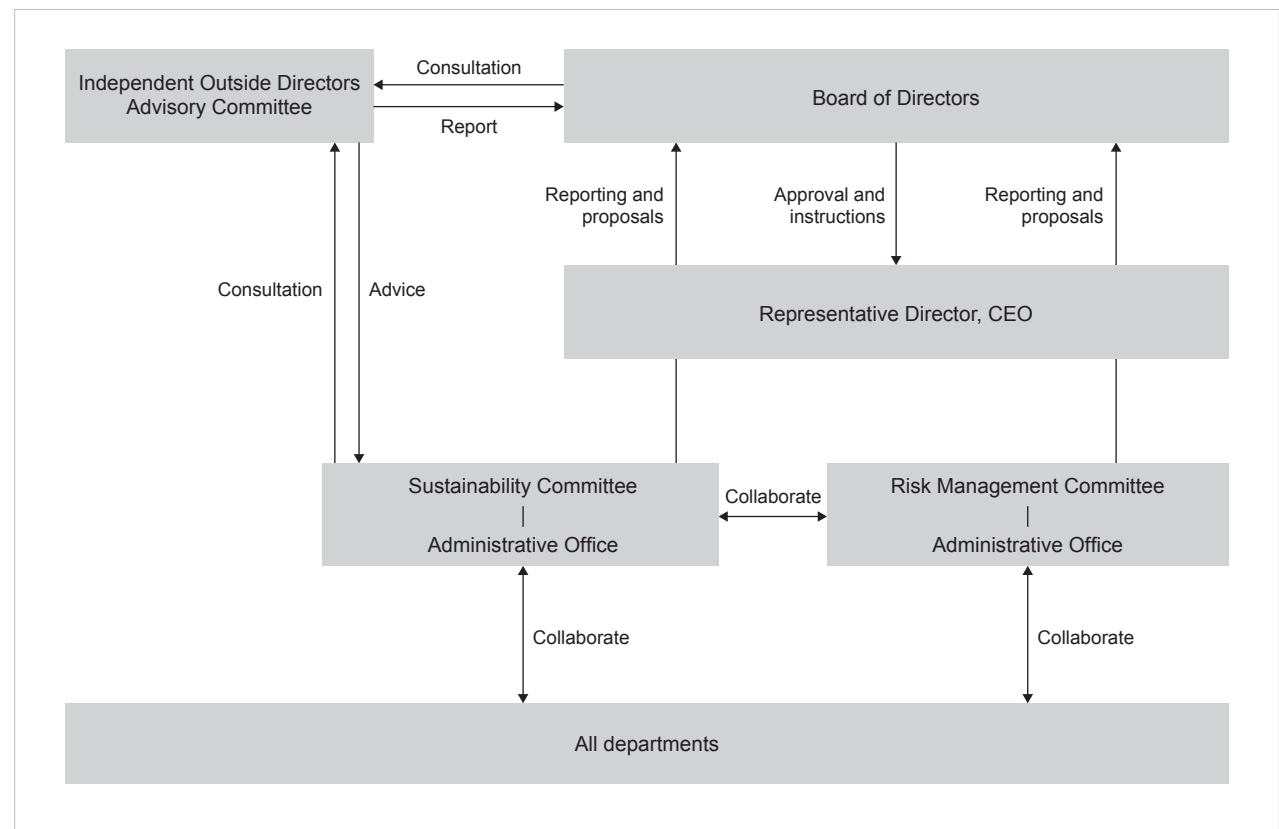 Independent Outside Directors
Advisory Committee
Consultation
Report
Board of Directors
Reporting and
proposals
Approval and
instructions
Reporting and
proposals
Consultation
Advice
Representative Director, CEO
Sustainability Committee
Administrative Office
Collaborate
Risk Management Committee
Administrative Office
Collaborate
Collaborate
All departments